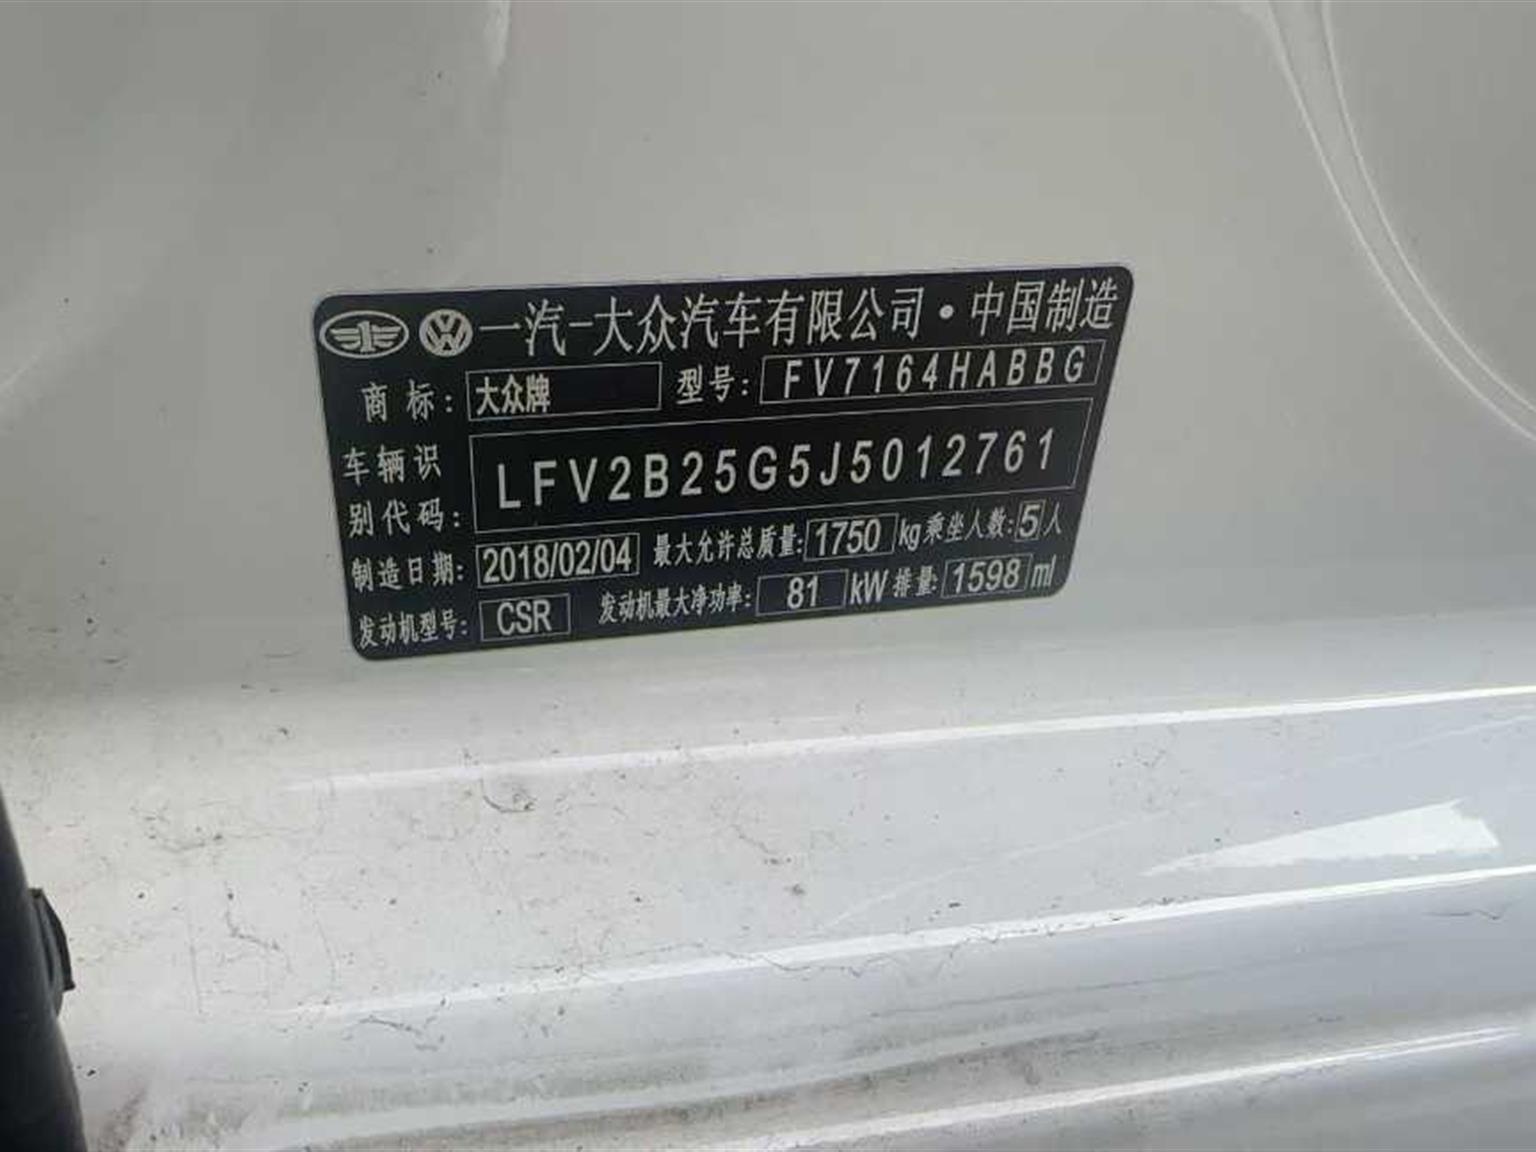 一汽-大众汽车有限公司·中国制造
商标: 大众牌 型号: FV7164HABBG
车辆识别代码: LFV2B25G5J5012761
制造日期: 2018/02/04 最大允许总质量: 1750 kg 乘坐人数: 5 人
发动机型号: CSR 发动机最大净功率: 81 kW 排量: 1598 ml